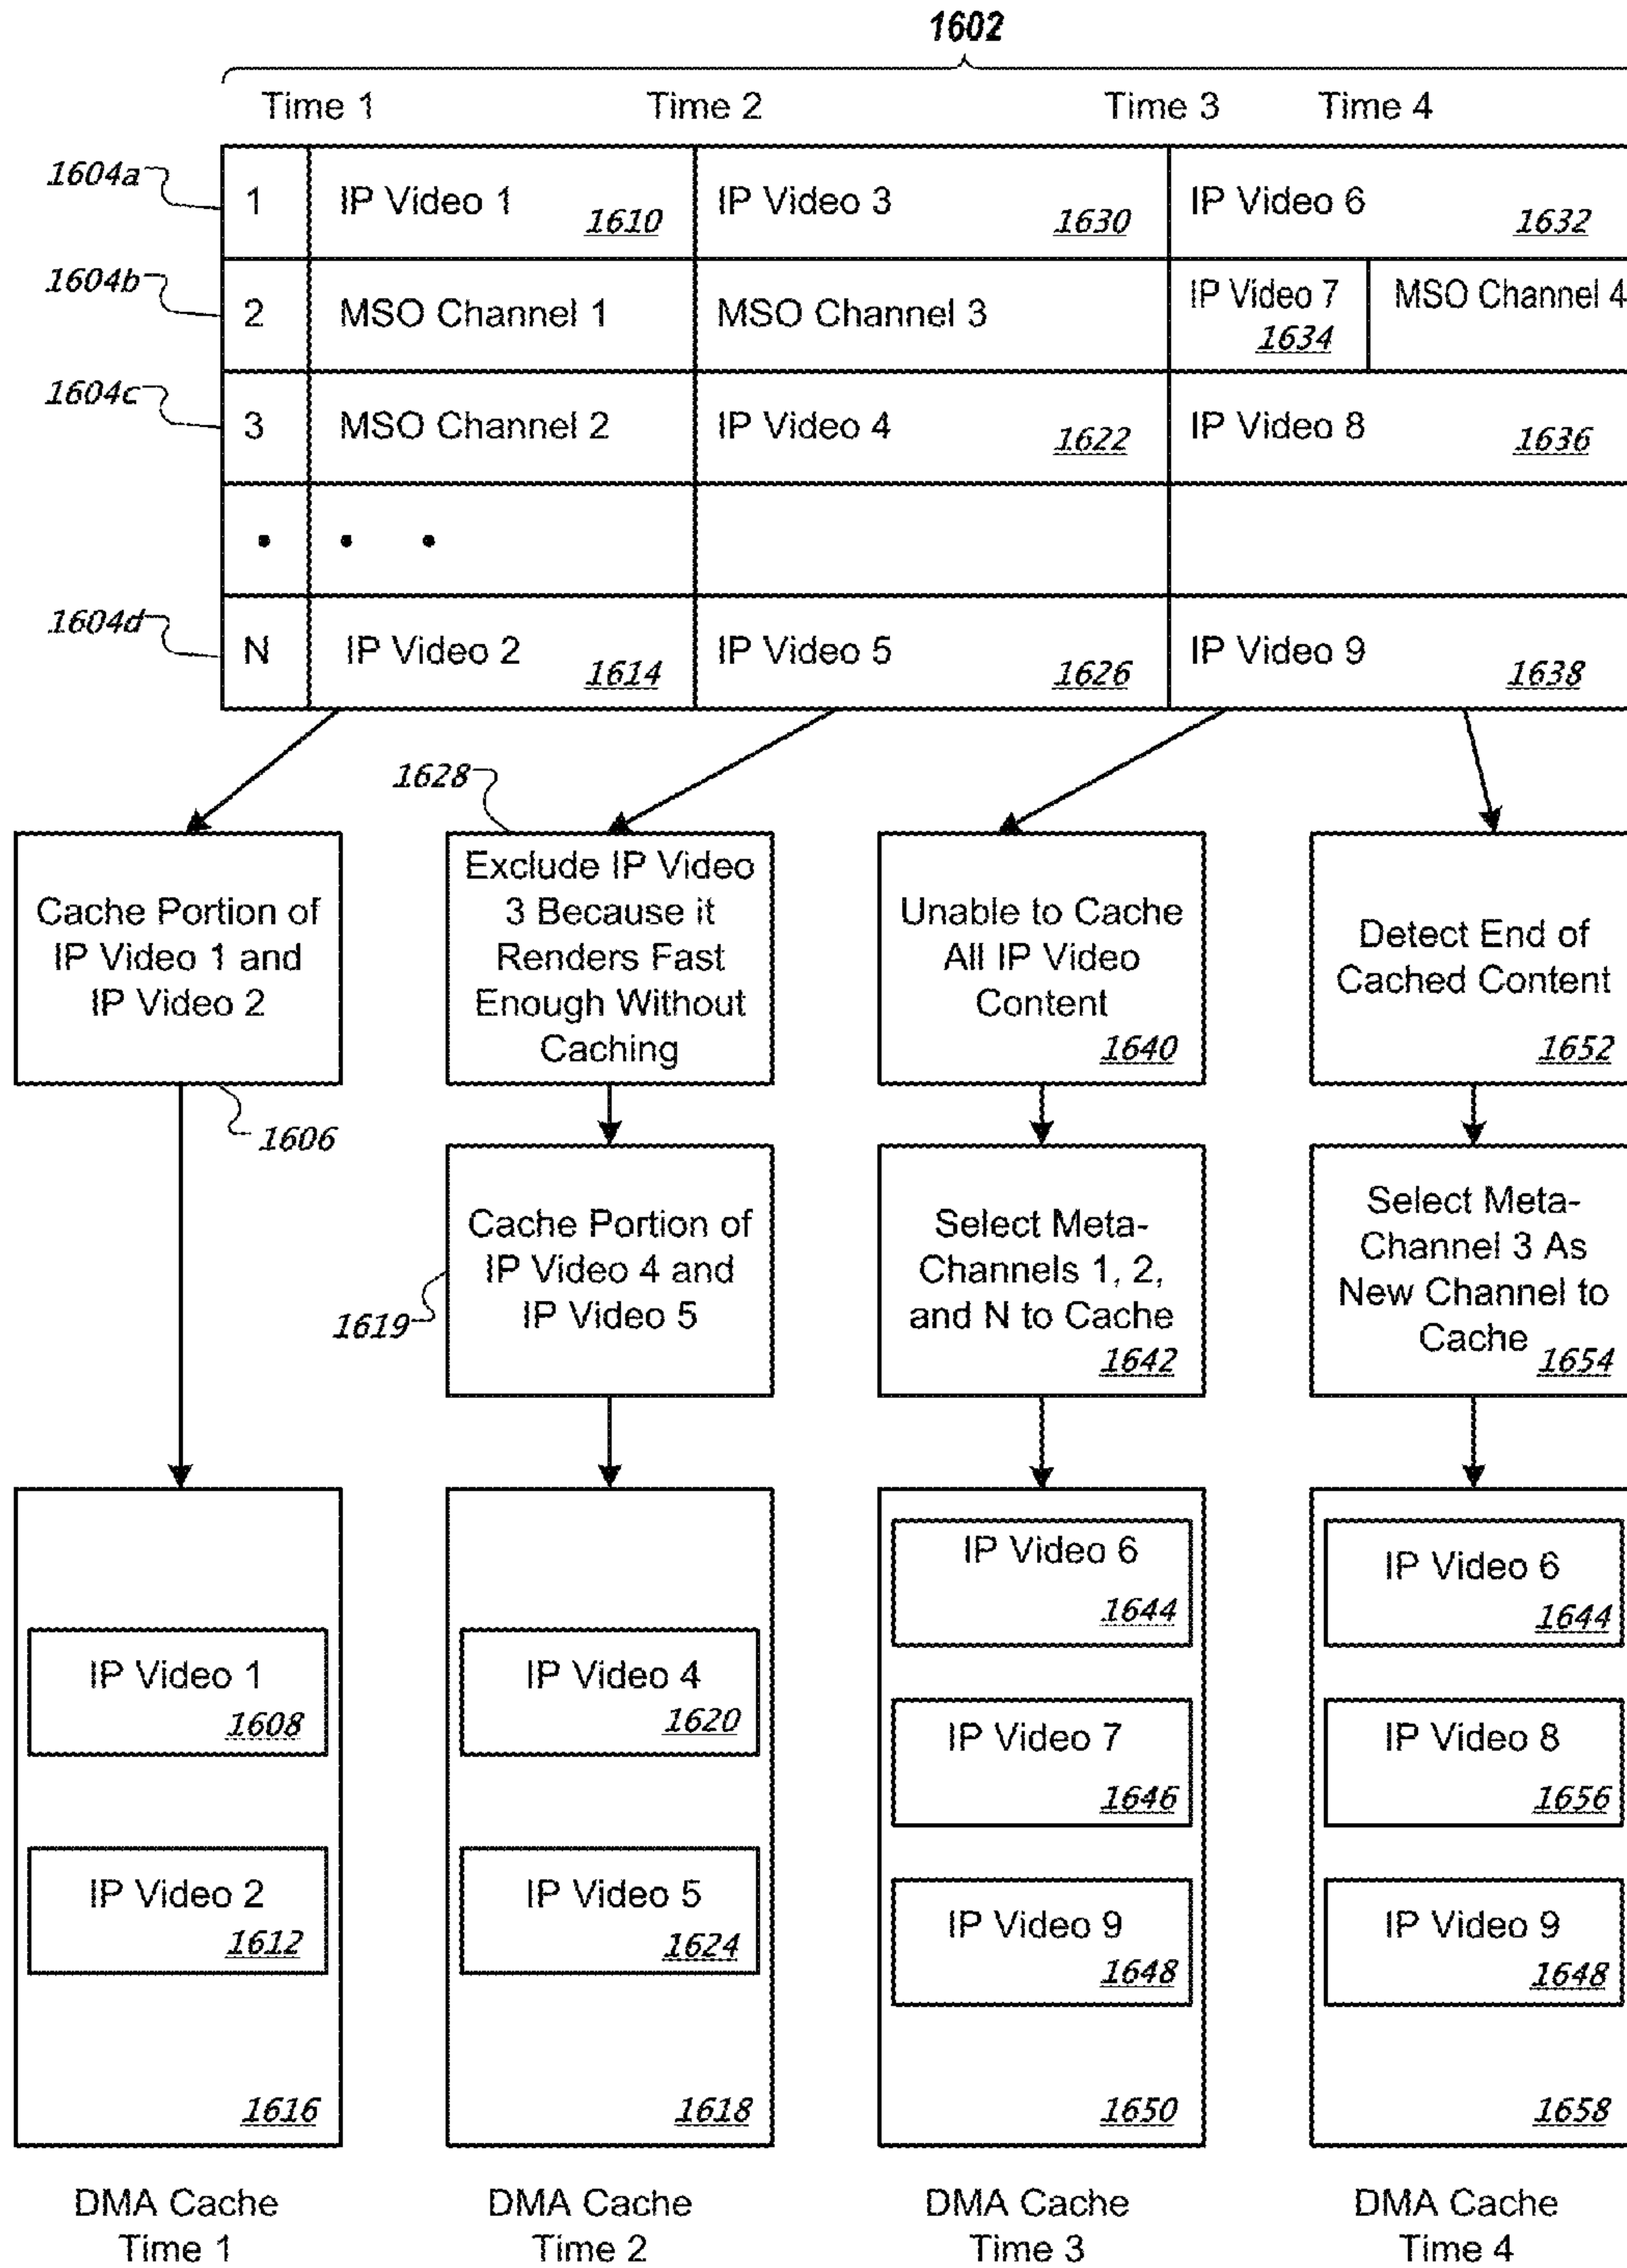 1602
Time 1 Time 2 Time 3 Time 4
1604a 1 IP Video 1 1610 IP Video 3 1630 IP Video 6 1632
1604b 2 MSO Channel 1 MSO Channel 3 IP Video 7 1634 MSO Channel 4
1604c 3 MSO Channel 2 IP Video 4 1622 IP Video 8 1636
1604d N IP Video 2 1614 IP Video 5 1626 IP Video 9 1638
Cache Portion of
IP Video 1 and
IP Video 2
1606
1628
Exclude IP Video
3 Because it
Renders Fast
Enough Without
Caching
Unable to Cache
All IP Video
Content
1640
Detect End of
Cached Content
1652
Cache Portion of
IP Video 4 and
IP Video 5
1619
Select Meta-
Channels 1, 2,
and N to Cache
1642
Select Meta-
Channel 3 As
New Channel to
Cache 1654
IP Video 1
1608
IP Video 2
1612
1616
IP Video 4
1620
IP Video 5
1624
1618
IP Video 6
1644
IP Video 7
1646
IP Video 9
1648
1650
IP Video 6
1644
IP Video 8
1656
IP Video 9
1648
1658
DMA Cache
Time 1
DMA Cache
Time 2
DMA Cache
Time 3
DMA Cache
Time 4